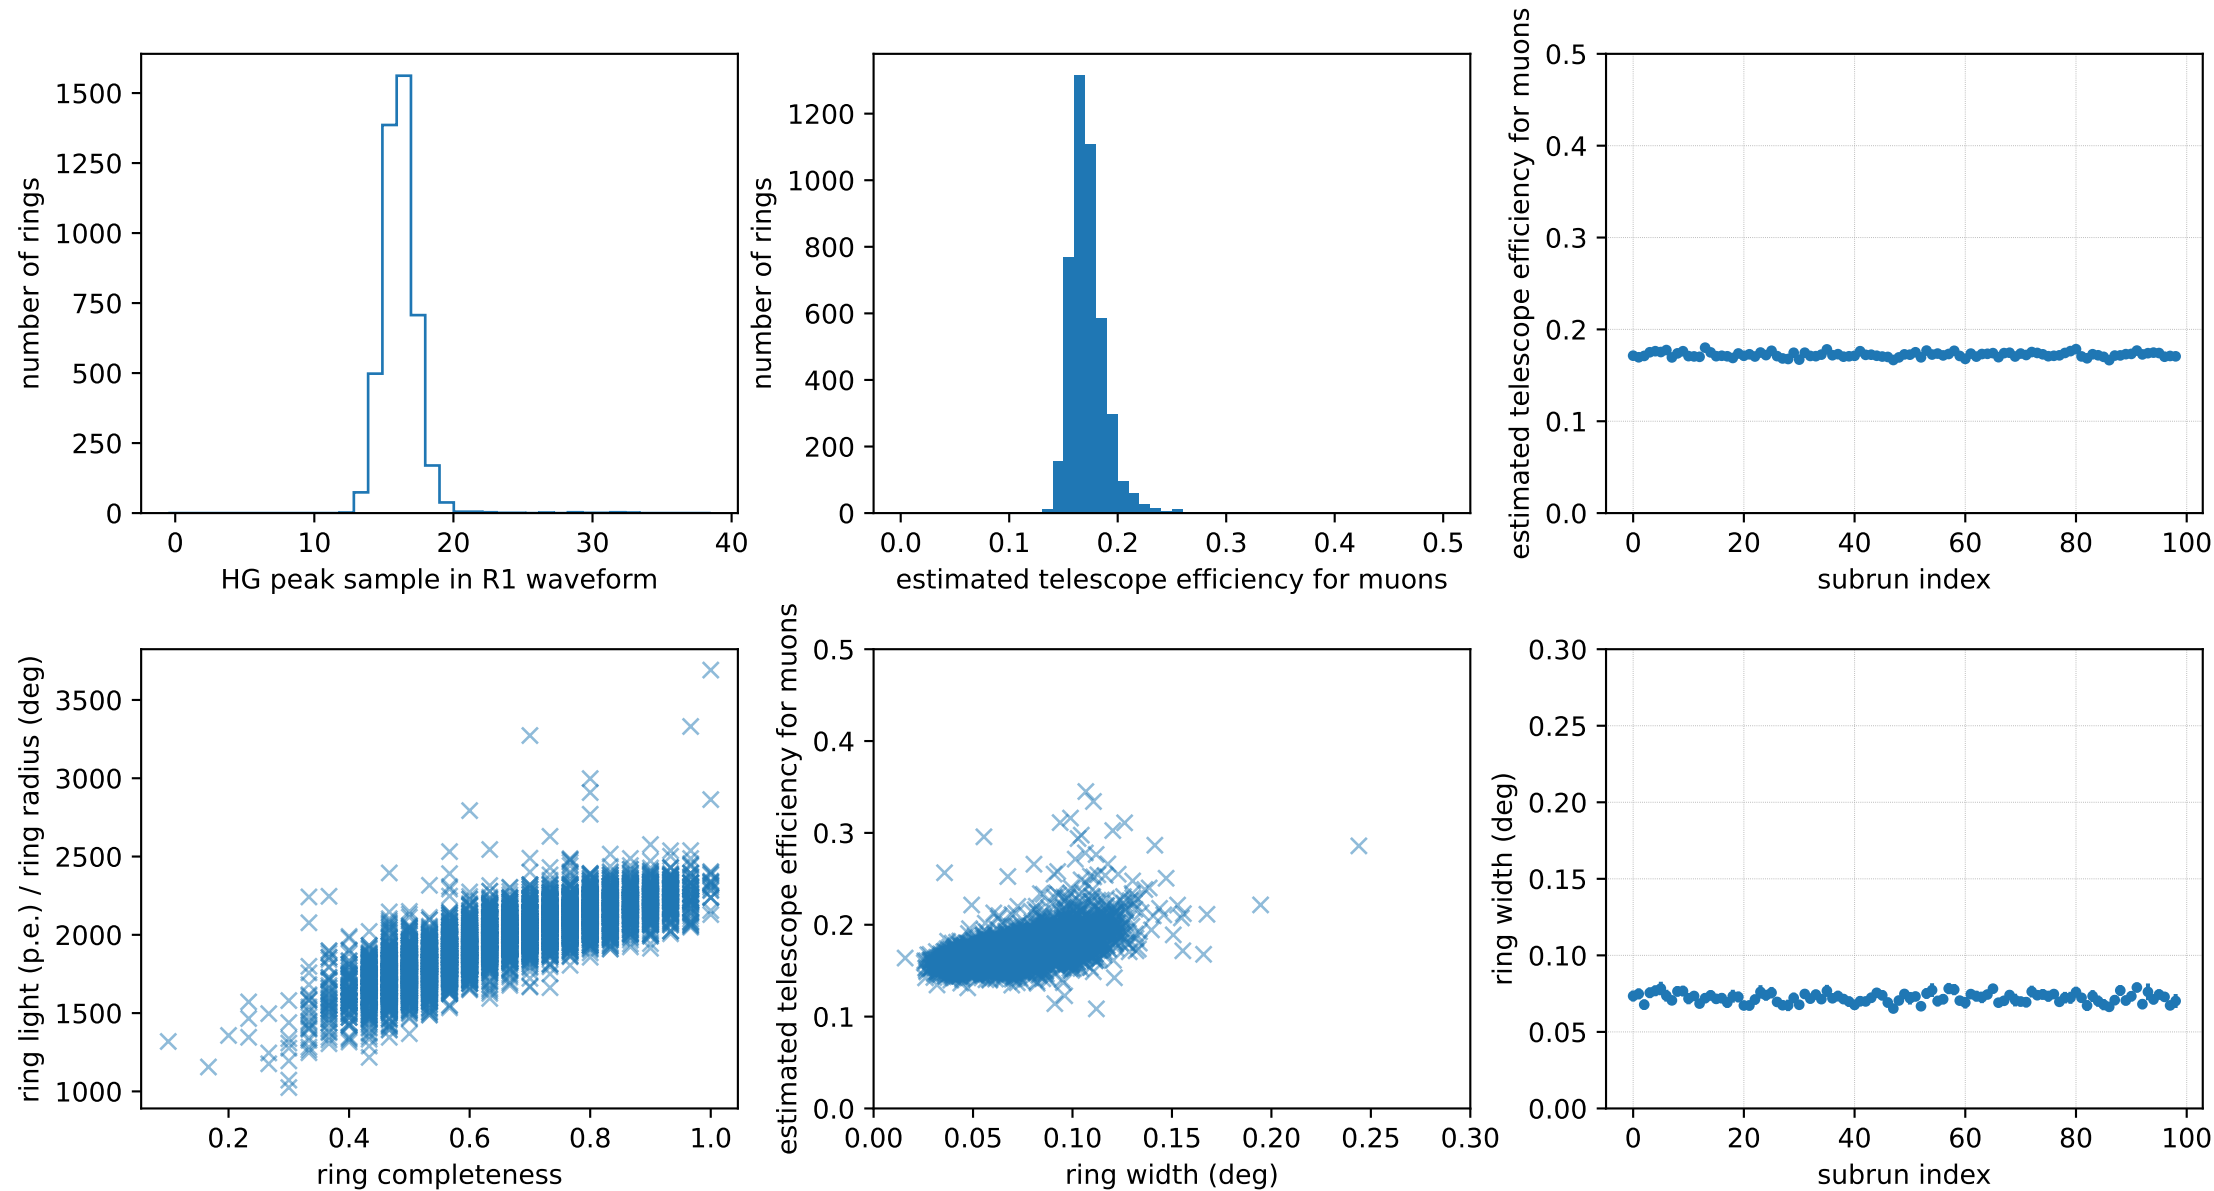 number of rings
1500
1250
1000
750
500
250
0
0 10 20 30 40
HG peak sample in R1 waveform
number of rings
1200
1000
800
600
400
200
0
0.0 0.1 0.2 0.3 0.4 0.5
estimated telescope efficiency for muons
estimated telescope efficiency for muons
0.5
0.4
0.3
0.2
0.1
0.0
0 20 40 60 80 100
subrun index
ring light (p.e.) / ring radius (deg)
3500
3000
2500
2000
1500
1000
0.2 0.4 0.6 0.8 1.0
ring completeness
estimated telescope efficiency for muons
0.5
0.4
0.3
0.2
0.1
0.0
0.00 0.05 0.10 0.15 0.20 0.25 0.30
ring width (deg)
ring width (deg)
0.30
0.25
0.20
0.15
0.10
0.05
0.00
0 20 40 60 80 100
subrun index